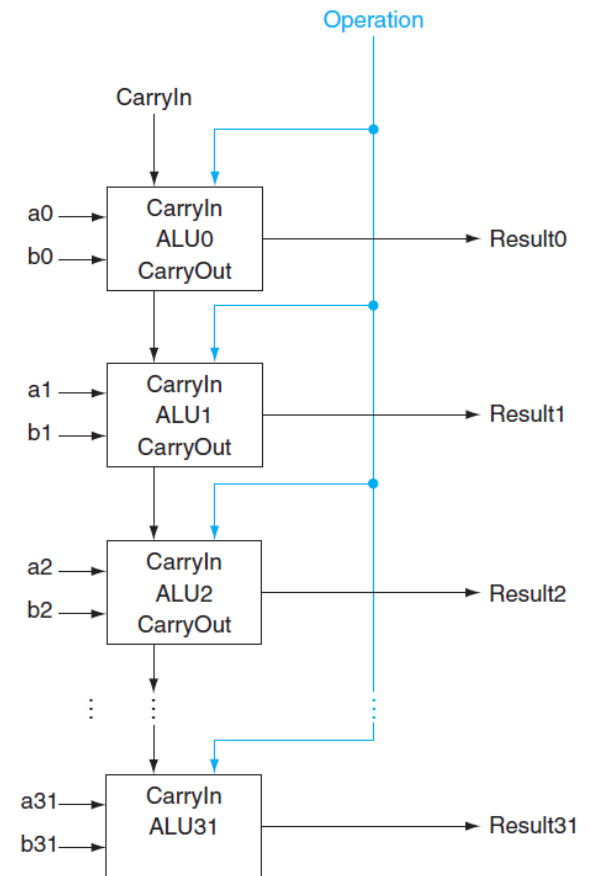 Operation
CarryIn
a0
b0
CarryIn
ALU0
CarryOut
Result0
a1
b1
CarryIn
ALU1
CarryOut
Result1
a2
b2
CarryIn
ALU2
CarryOut
Result2
a31
b31
CarryIn
ALU31
Result31